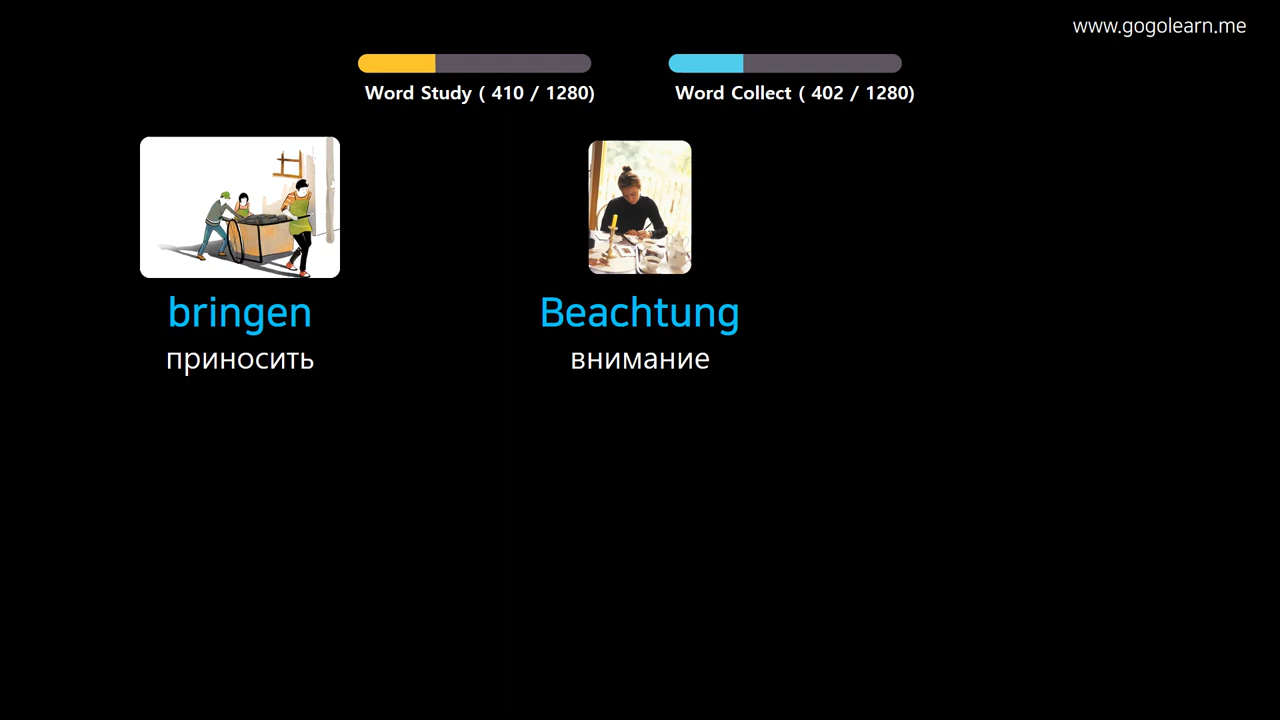 www.gogolearn.me
Word Study ( 410 / 1280)
Word Collect ( 402 / 1280)
bringen
приносить
Beachtung
внимание